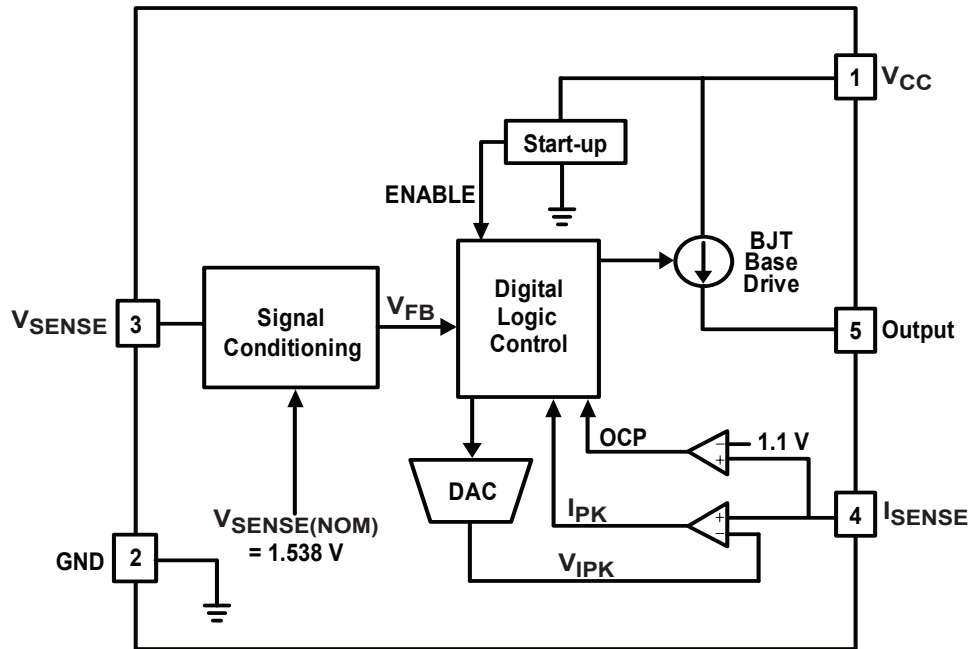 1
VCC
Start-up
ENABLE
BJT
Base
Drive
Digital
Logic
Control
VSENSE
3
Signal
Conditioning
VFB
5
Output
OCP
-
+
1.1 V
DAC
IPK
+
-
4
ISENSE
VSENSE(NOM)
= 1.538 V
GND
2
VIPK